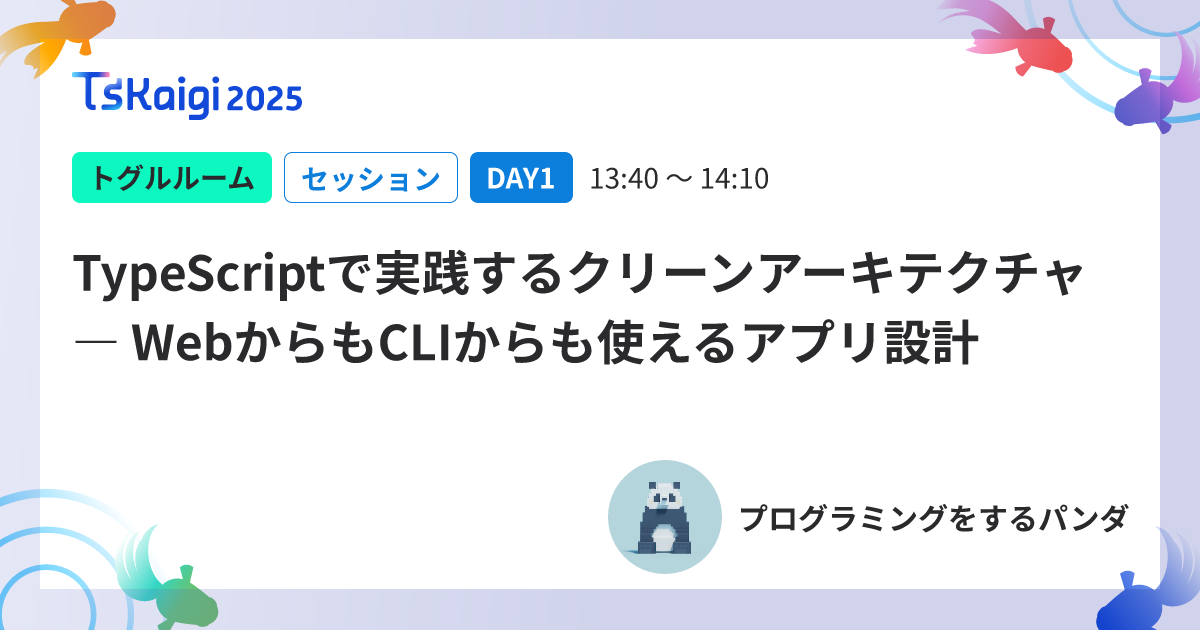 TsKaigi 2025
トグルルーム セッション DAY1 13:40 〜 14:10
TypeScriptで実践するクリーンアーキテクチャ
― WebからもCLIからも使えるアプリ設計
プログラミングをするパンダ